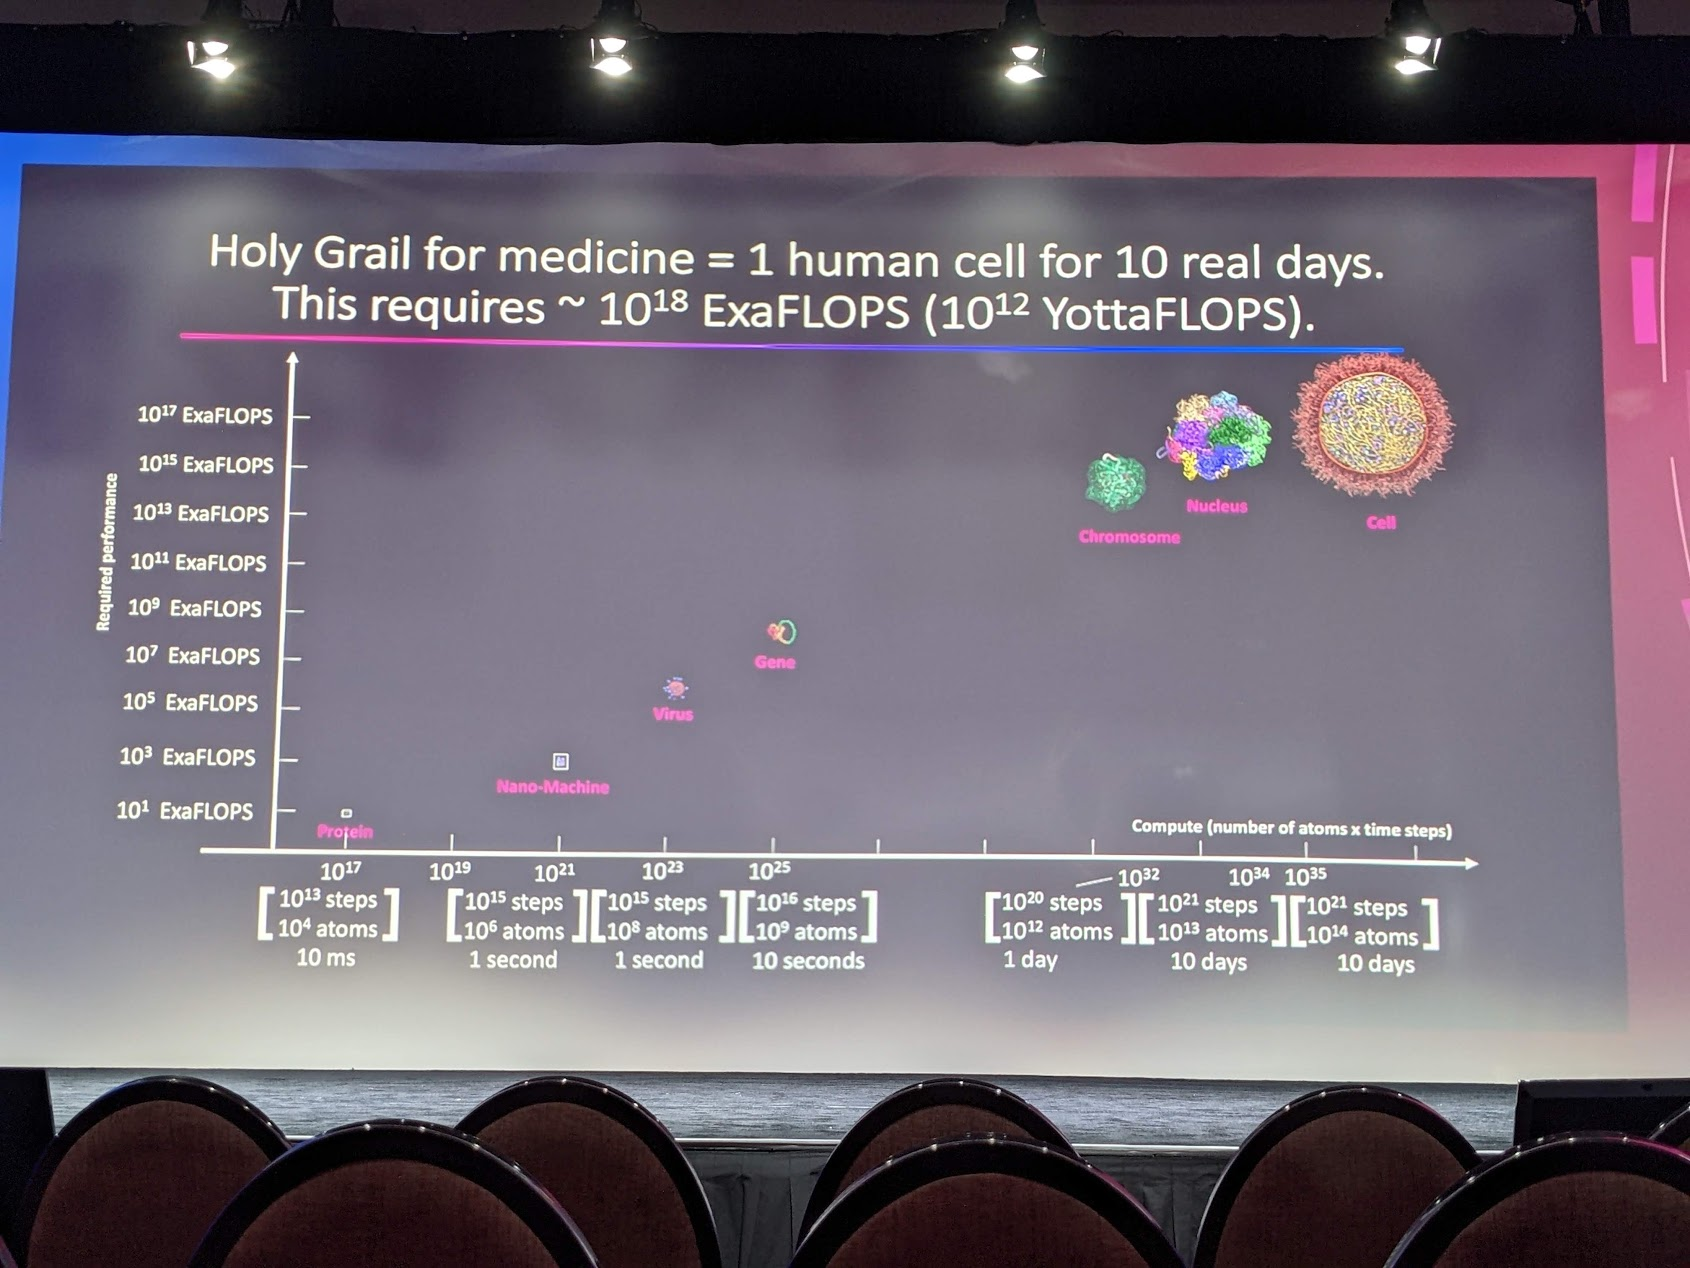 Holy Grail for medicine = 1 human cell for 10 real days.
This requires ~ 10¹⁸ ExaFLOPS (10¹² YottaFLOPS).
Required performance
10¹⁷ ExaFLOPS
10¹⁵ ExaFLOPS
10¹³ ExaFLOPS
10¹¹ ExaFLOPS
10⁹ ExaFLOPS
10⁷ ExaFLOPS
10⁵ ExaFLOPS
10³ ExaFLOPS
10¹ ExaFLOPS
Protein
Nano-Machine
Virus
Gene
Chromosome
Nucleus
Cell
Compute (number of atoms x time steps)
10¹⁷ 10¹⁹ 10²¹ 10²³ 10²⁵ 10³² 10³⁴ 10³⁵
[10¹³ steps
10⁴ atoms]
10 ms
[10¹⁵ steps
10⁶ atoms]
1 second
[10¹⁵ steps
10⁸ atoms]
1 second
[10¹⁶ steps
10⁹ atoms]
10 seconds
[10²⁰ steps
10¹² atoms]
1 day
[10²¹ steps
10¹³ atoms]
10 days
[10²¹ steps
10¹⁴ atoms]
10 days